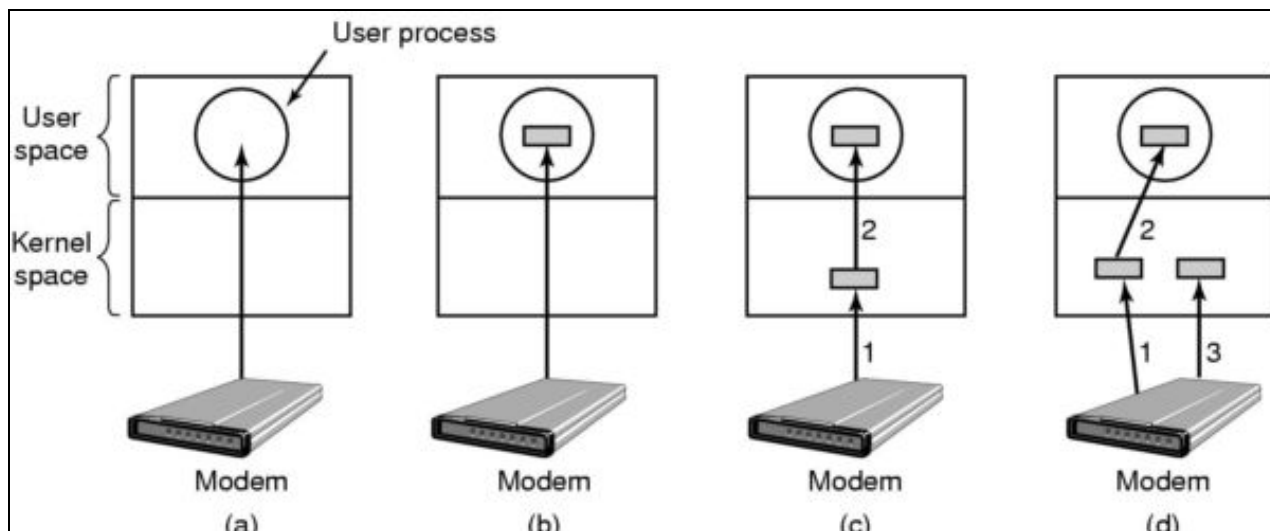 User process
User
space
Kernel
space
2
1
2
1
3
Modem
Modem
Modem
Modem
(a)
(b)
(c)
(d)